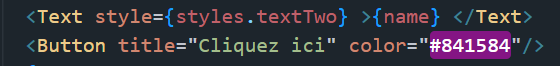 <Text style={styles.textTwo} >{name} </Text>
<Button title="Cliquez ici" color="#841584"/>